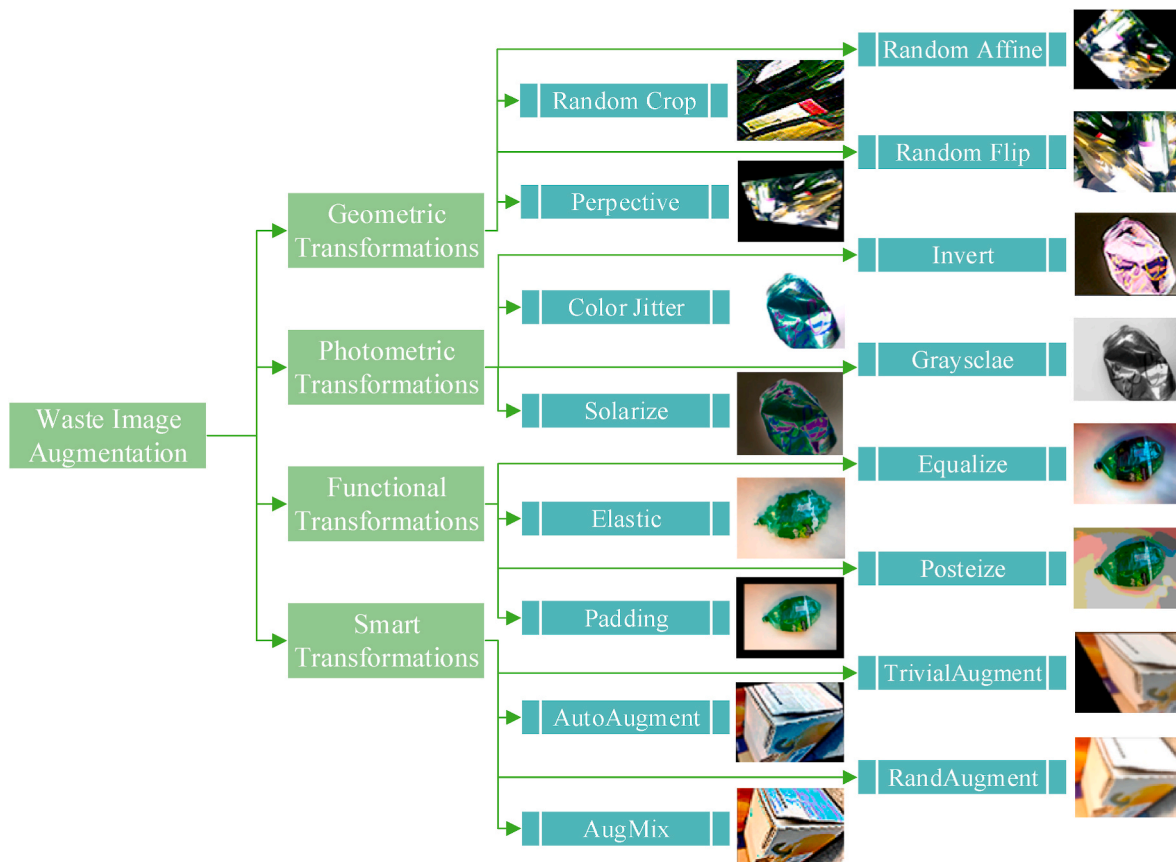 Waste Image
Augmentation
Geometric
Transformations
Random Affine
Random Crop
Random Flip
Perpective
Photometric
Transformations
Invert
Color Jitter
Graysclae
Solarize
Functional
Transformations
Equalize
Elastic
Posteize
Padding
Smart
Transformations
TrivialAugment
AutoAugment
RandAugment
AugMix